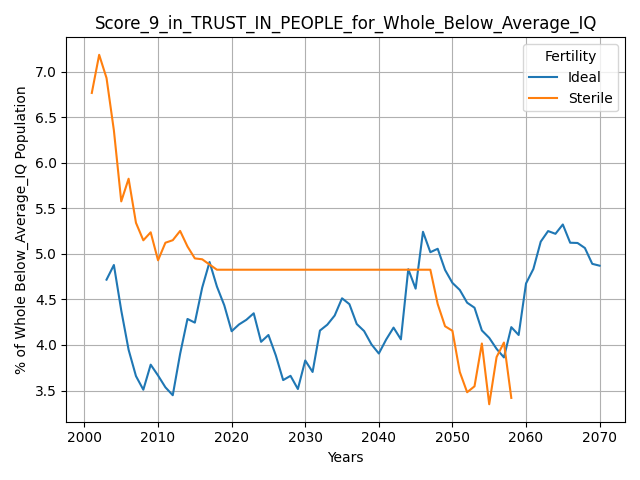 Score_9_in_TRUST_IN_PEOPLE_for_Whole_Below_Average_IQ
Fertility
Ideal
Sterile
% of Whole Below_Average_IQ Population
7.0
6.5
6.0
5.5
5.0
4.5
4.0
3.5
2000 2010 2020 2030 2040 2050 2060 2070
Years